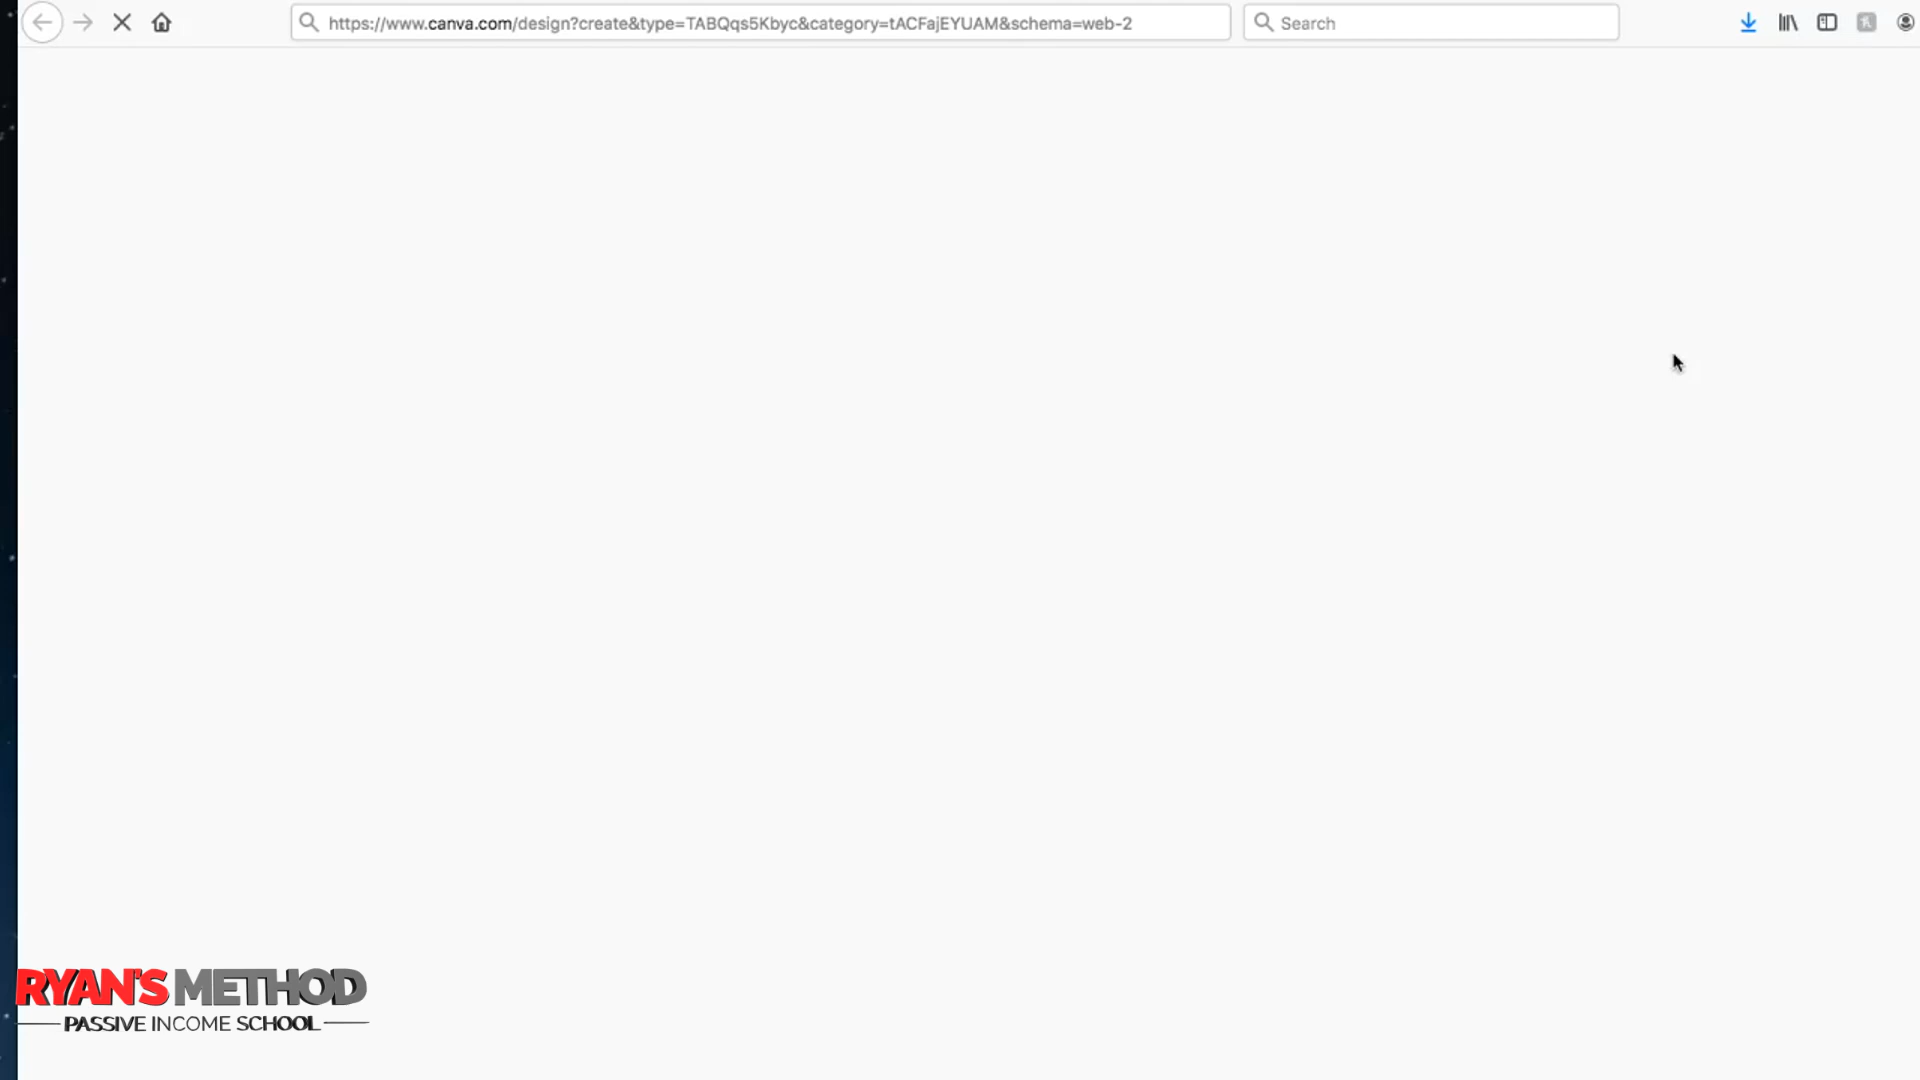 https://www.canva.com/design?create&type=TABQqs5Kbyc&category=tACFajEYUAM&schema=web-2
Search
RYAN'S METHOD
PASSIVE INCOME SCHOOL